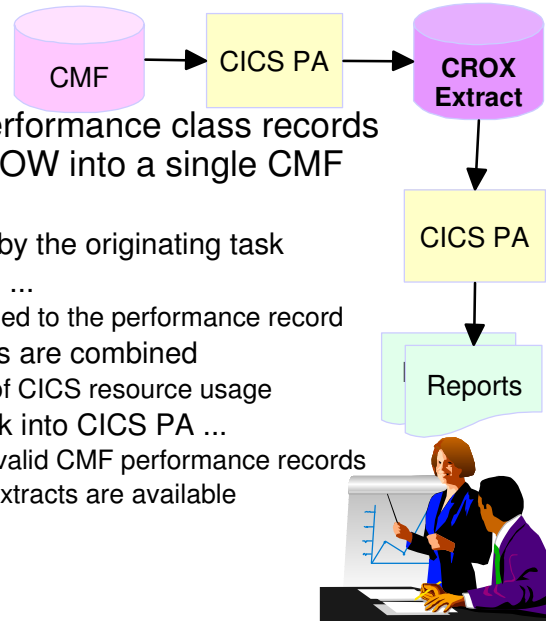 CMF
CICS PA
CROX
Extract
erformance class records
OW into a single CMF
by the originating task
...
ed to the performance record
s are combined
of CICS resource usage
k into CICS PA ...
valid CMF performance records
xtracts are available
CICS PA
Reports